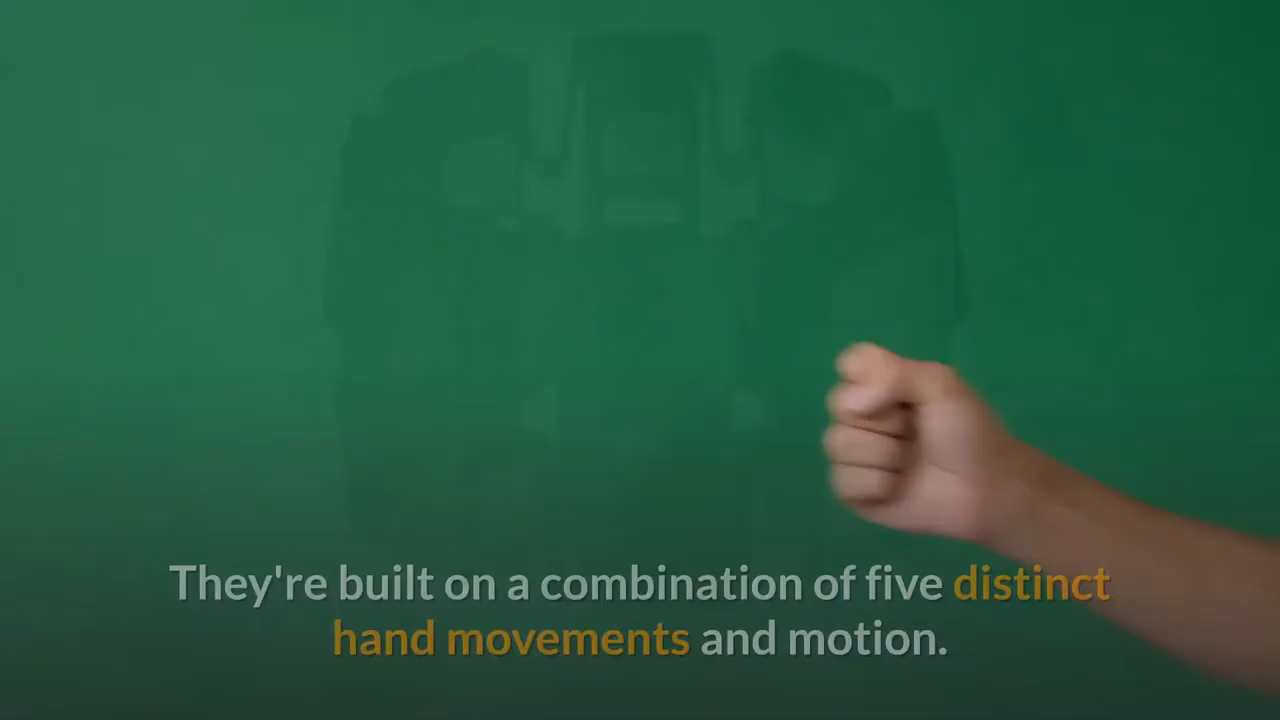 They're built on a combination of five distinct
hand movements and motion.